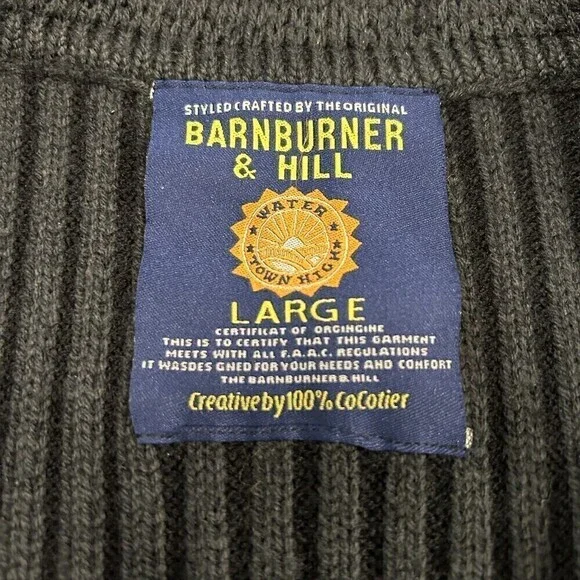 STYLED CRAFTED BY THE ORIGINAL
BARNBURNER
& HILL
WATER
TOWN HIGH
LARGE
CERTIFICAT OF ORGINGINE
THIS IS TO CERTIFY THAT THIS GARMENT
MEETS WITH ALL F.A.A.C. REGULATIONS
IT WASDES GNED FOR YOUR NEEDS AND CONFORT
THE BARNBURNER & HILL
Creative by 100% CoCotier